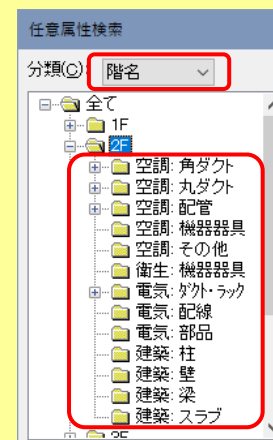 任意属性検索
分類(C): 階名
全て
1F
2F
空調: 角ダクト
空調: 丸ダクト
空調: 配管
空調: 機器器具
空調: その他
衛生: 機器器具
電気: ﾀﾞｸﾄ･ﾗｯｸ
電気: 配線
電気: 部品
建築: 柱
建築: 壁
建築: 梁
建築: スラブ
3F